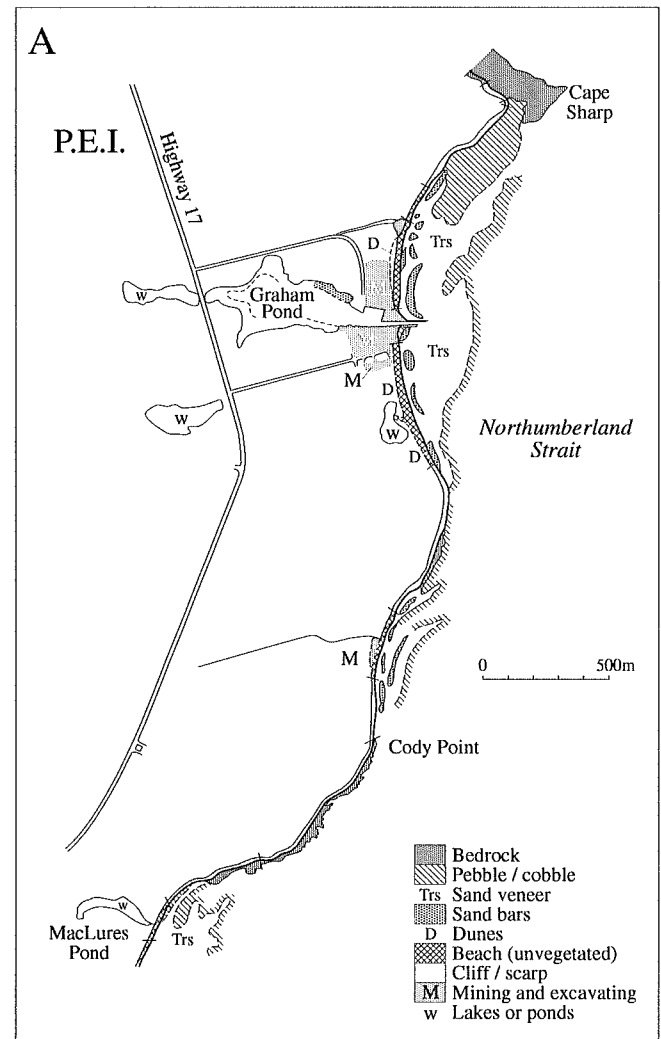 A
P.E.I.
Highway 17
Cape
Sharp
D
Trs
W
Graham
Pond
Trs
M
D
W
W
D
Northumberland
Strait
M
0 500m
Cody Point
W
MacLures
Pond
Trs
Bedrock
Pebble / cobble
Trs Sand veneer
Sand bars
D Dunes
Beach (unvegetated)
Cliff / scarp
M Mining and excavating
w Lakes or ponds